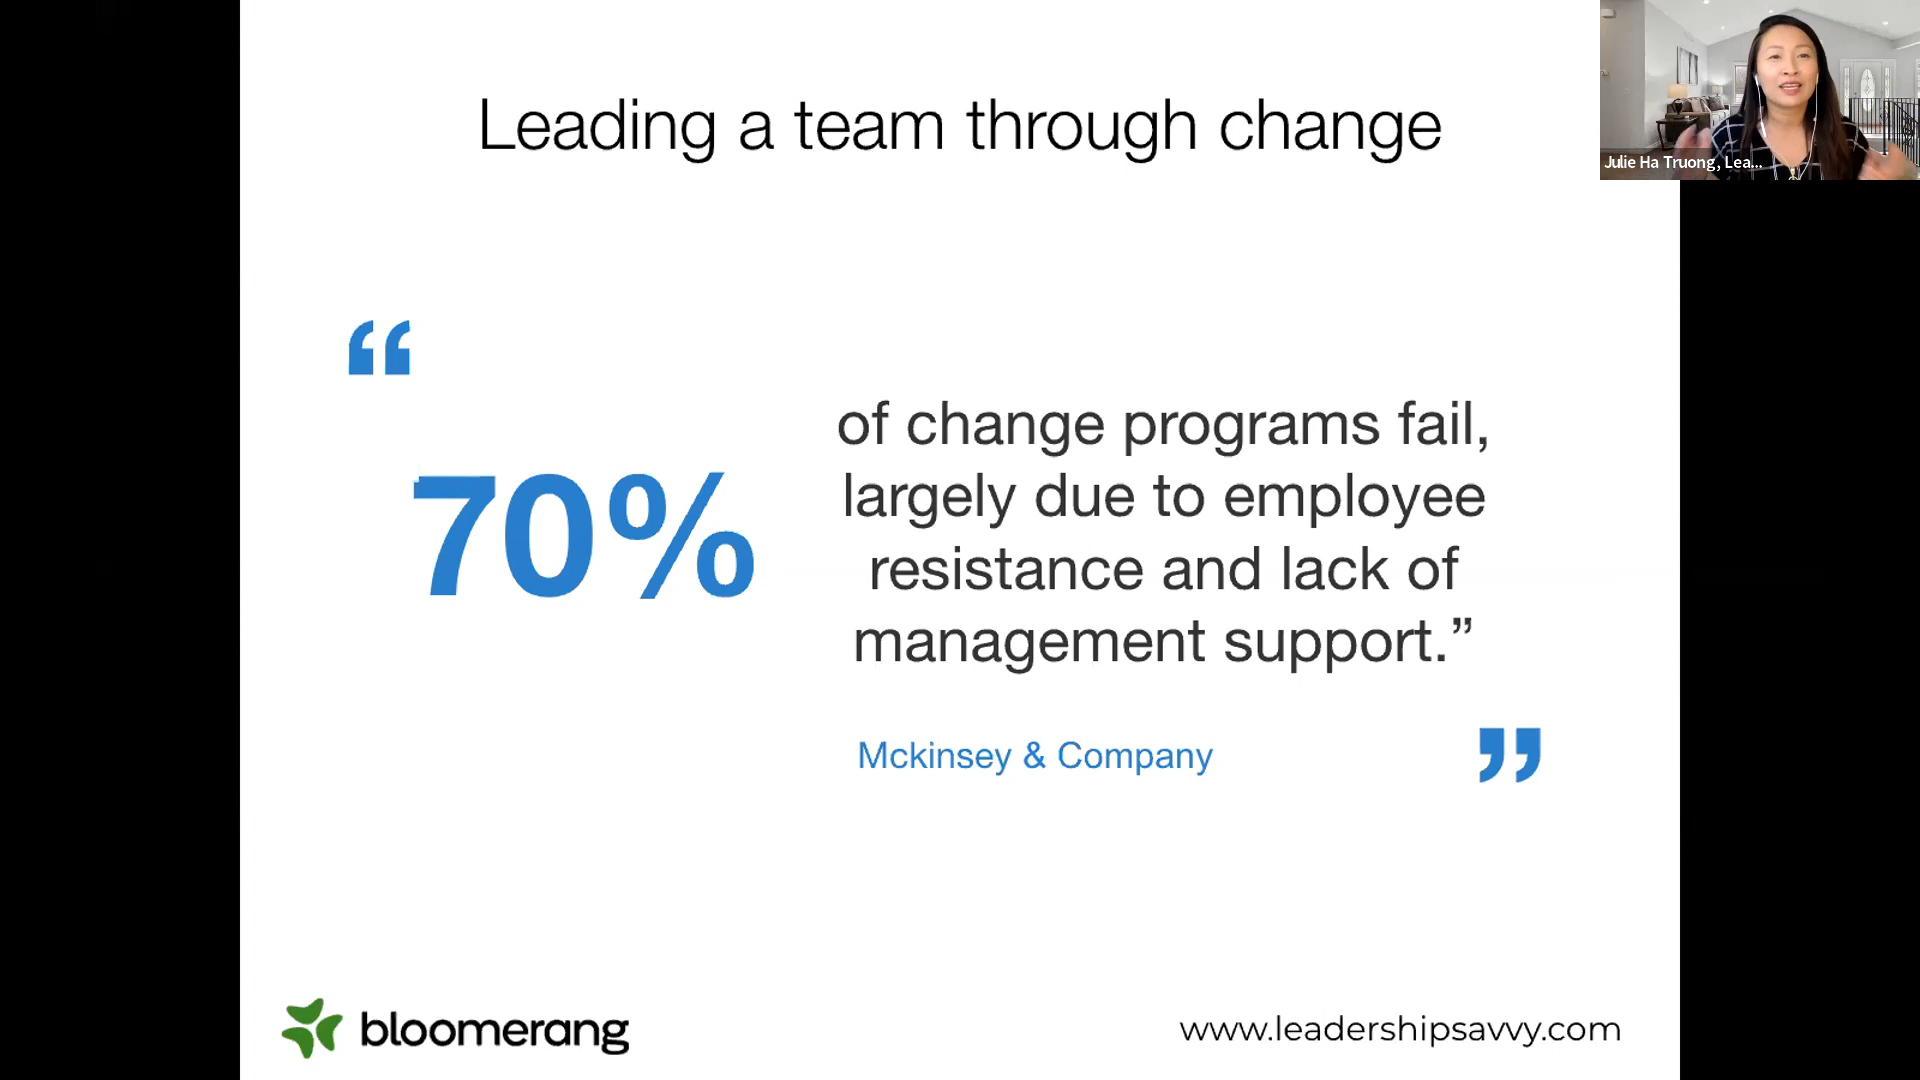 Leading a team through change
Julie Ha Truong, Lea...
“
70%
of change programs fail,
largely due to employee
resistance and lack of
management support.”
Mckinsey & Company
”
bloomerang
www.leadershipsavvy.com